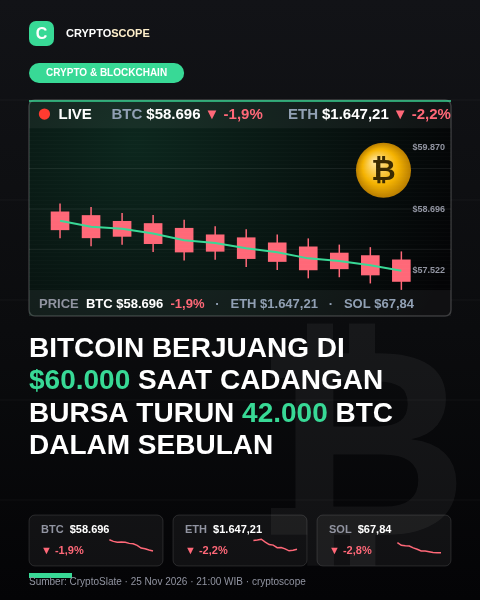 C CRYPTOSCOPE
CRYPTO & BLOCKCHAIN
LIVE BTC $58.696 ▼ -1,9% ETH $1.647,21 ▼ -2,2%
₿
$59.870
$58.696
$57.522
PRICE BTC $58.696 -1,9% · ETH $1.647,21 · SOL $67,84
BITCOIN BERJUANG DI
$60.000 SAAT CADANGAN
BURSA TURUN 42.000 BTC
DALAM SEBULAN
BTC $58.696
▼ -1,9%
ETH $1.647,21
▼ -2,2%
SOL $67,84
▼ -2,8%
Sumber: CryptoSlate · 25 Nov 2026 · 21:00 WIB · cryptoscope